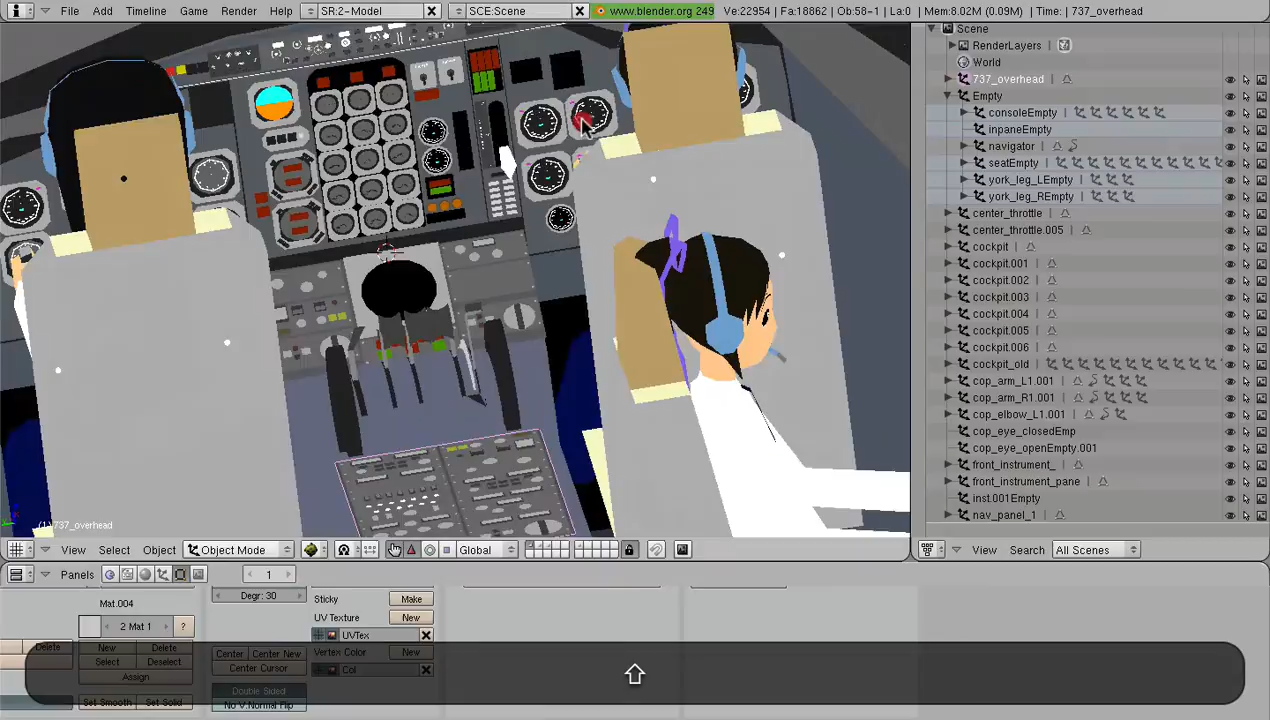 File Add Timeline Game Render Help SR:2-Model SCE:Scene www.blender.org 249 Ve:22954 | Fa:18862 | Ob:58-1 | La:0 | Mem:8.02M (0.09M) | Time: | 737_overhead
Scene
RenderLayers |
World
737_overhead |
Empty
consoleEmpty |
inpaneEmpty
navigator |
seatEmpty |
york_leg_LEmpty |
york_leg_REmpty |
center_throttle |
center_throttle.005 |
cockpit |
cockpit.001 |
cockpit.002 |
cockpit.003 |
cockpit.004 |
cockpit.005 |
cockpit.006 |
cockpit_old |
cop_arm_L1.001 |
cop_arm_R1.001 |
cop_elbow_L1.001 |
cop_eye_closedEmp
cop_eye_openEmpty.001
front_instrument_ |
front_instrument_pane |
inst.001Empty
nav_panel_1 |
(1) 737_overhead
View Select Object Object Mode Global
View Search All Scenes
Panels 1
Mat.004
2 Mat 1 ?
Delete
New Delete
Select Deselect
Assign
Set Smooth Set Solid
Degr: 30
Center Center New
Center Cursor
Double Sided
No V.Normal Flip
Sticky Make
UV Texture New
UVTex
Vertex Color New
Col